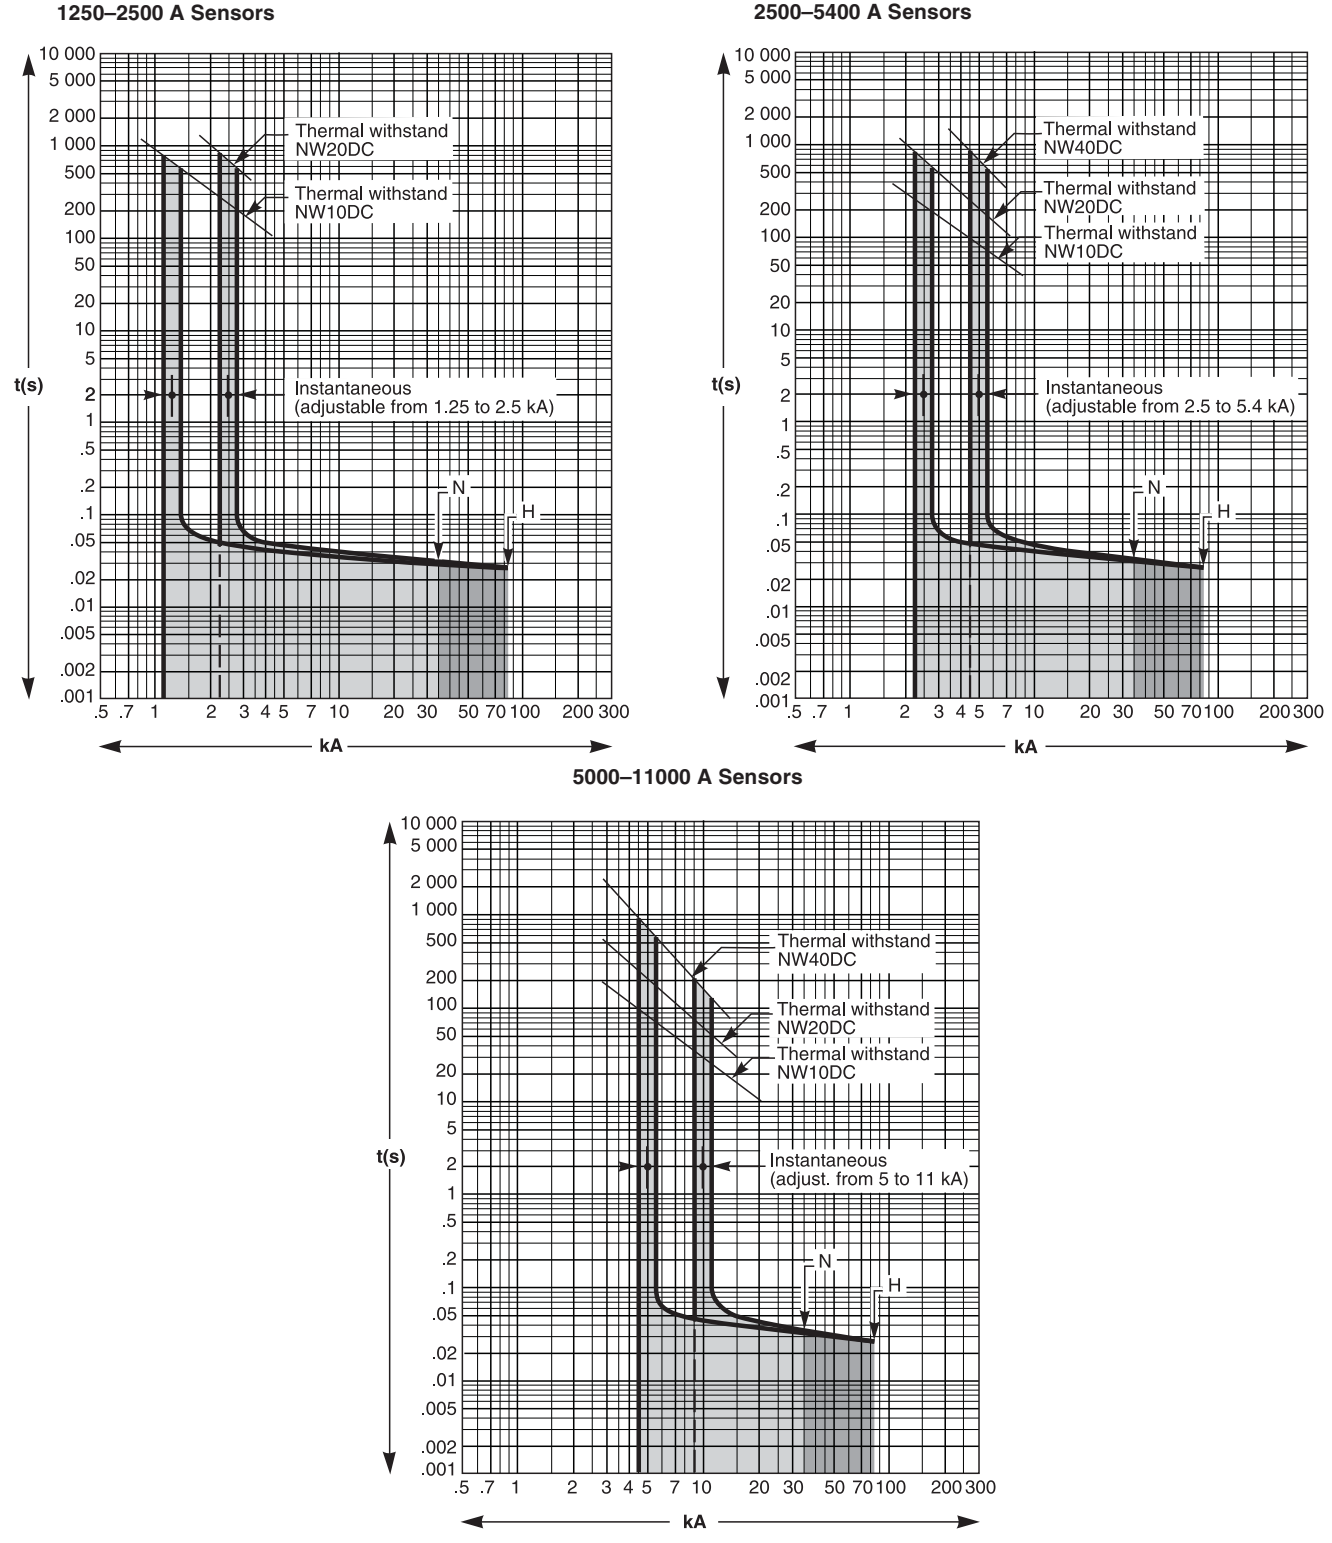 1250–2500 A Sensors
10 000
5 000
2 000
1 000
500
200
100
50
20
10
5
2
1
.5
.2
.1
.05
.02
.01
.005
.002
.001
t(s)
Thermal withstand
NW20DC
Thermal withstand
NW10DC
Instantaneous
(adjustable from 1.25 to 2.5 kA)
N
H
.5 .7 1 2 3 4 5 7 10 20 30 50 70 100 200 300
kA
2500–5400 A Sensors
10 000
5 000
2 000
1 000
500
200
100
50
20
10
5
2
1
.5
.2
.1
.05
.02
.01
.005
.002
.001
t(s)
Thermal withstand
NW40DC
Thermal withstand
NW20DC
Thermal withstand
NW10DC
Instantaneous
(adjustable from 2.5 to 5.4 kA)
N
H
.5 .7 1 2 3 4 5 7 10 20 30 50 70 100 200 300
kA
5000–11000 A Sensors
10 000
5 000
2 000
1 000
500
200
100
50
20
10
5
2
1
.5
.2
.1
.05
.02
.01
.005
.002
.001
t(s)
Thermal withstand
NW40DC
Thermal withstand
NW20DC
Thermal withstand
NW10DC
Instantaneous
(adjust. from 5 to 11 kA)
N
H
.5 .7 1 2 3 4 5 7 10 20 30 50 70 100 200 300
kA